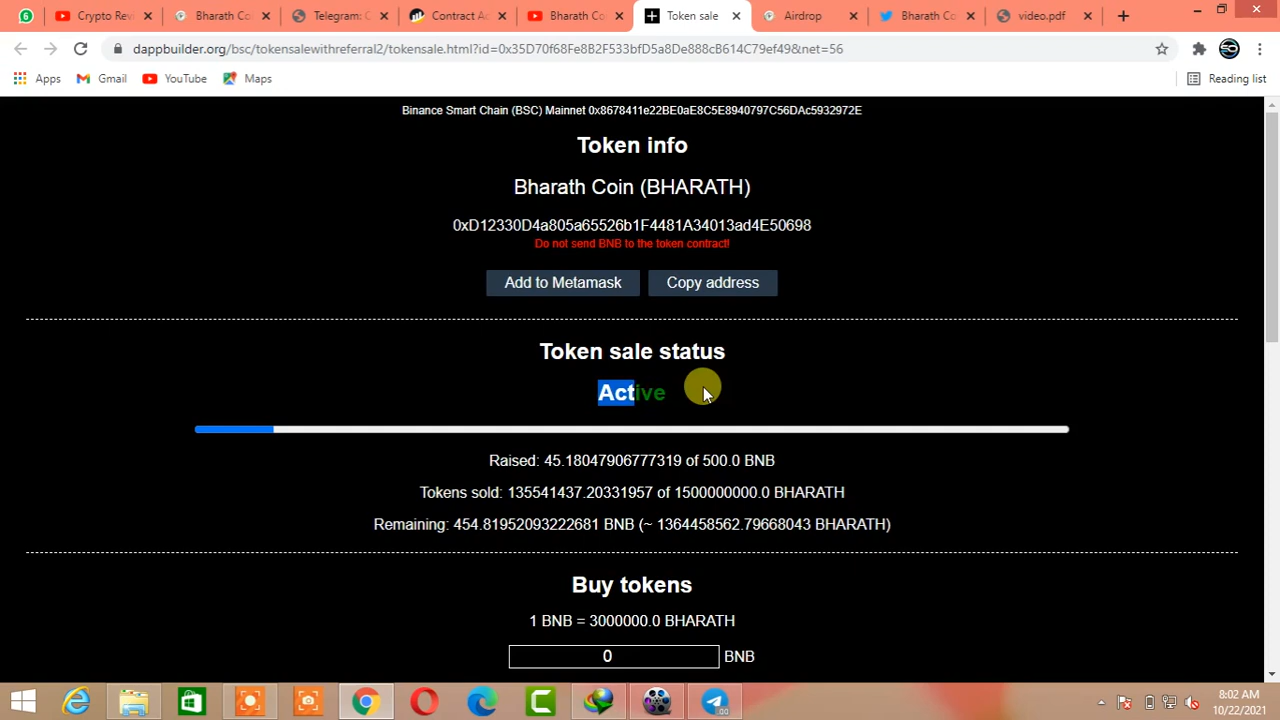 6
Crypto Revi
Bharath Co
Telegram: C
Contract Ad
Bharath Co
Token sale
Airdrop
Bharath Co
video.pdf
dappbuilder.org/bsc/tokensalewithreferral2/tokensale.html?id=0x35D70f68Fe8B2F533bfD5a8De888cB614C79ef49&net=56
Apps
Gmail
YouTube
Maps
Reading list
Binance Smart Chain (BSC) Mainnet 0x8678411e22BE0aE8C5E8940797C56DAc5932972E
Token info
Bharath Coin (BHARATH)
0xD12330D4a805a65526b1F4481A34013ad4E50698
Do not send BNB to the token contract!
Add to Metamask
Copy address
Token sale status
Active
Raised: 45.18047906777319 of 500.0 BNB
Tokens sold: 135541437.20331957 of 1500000000.0 BHARATH
Remaining: 454.81952093222681 BNB (~ 1364458562.79668043 BHARATH)
Buy tokens
1 BNB = 3000000.0 BHARATH
0 BNB
8:02 AM
10/22/2021